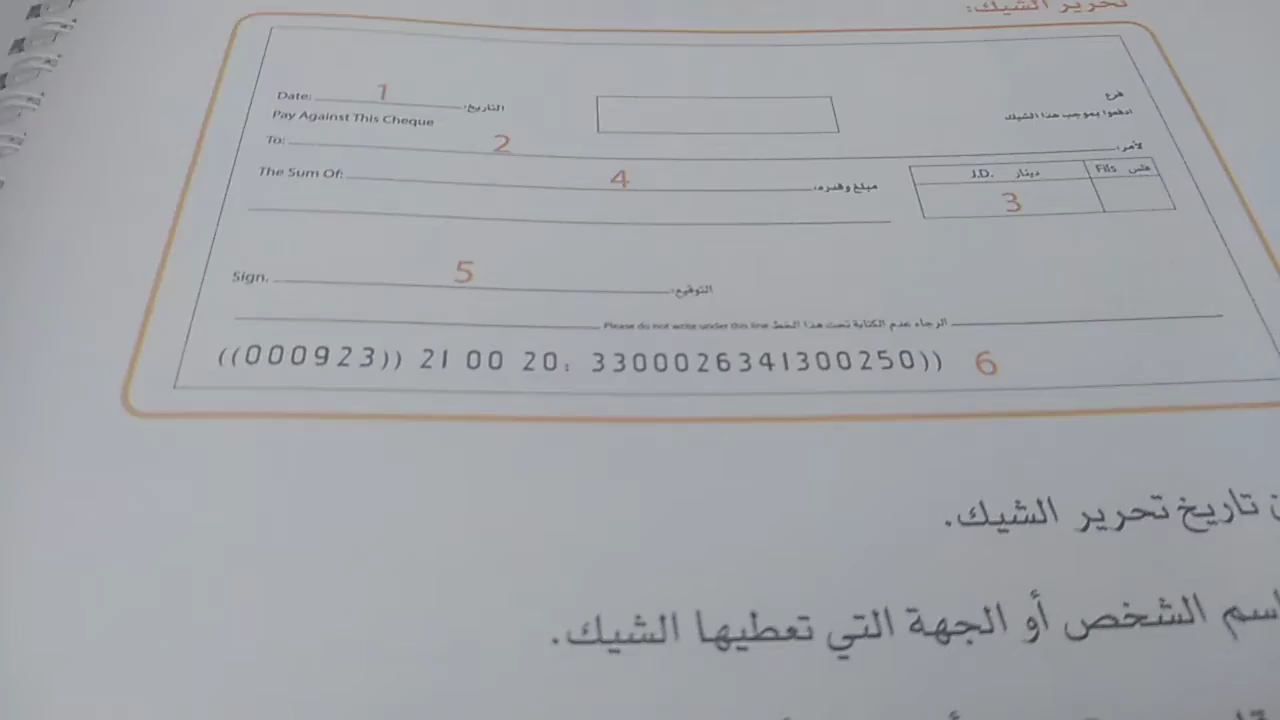 تحرير الشيك:
Date: 1 التاريخ:
فرع
Pay Against This Cheque
ادفعوا بموجب هذا الشيك
To: 2 لأمر:
The Sum Of: 4 مبلغ وقدره:
J.D. دينار Fils فلس
3
Sign. 5 التوقيع:
Please do not write under this line الرجاء عدم الكتابة تحت هذا الخط
((000923)) 21 00 20: 3300026341300250)) 6
تاريخ تحرير الشيك.
اسم الشخص أو الجهة التي تعطيها الشيك.